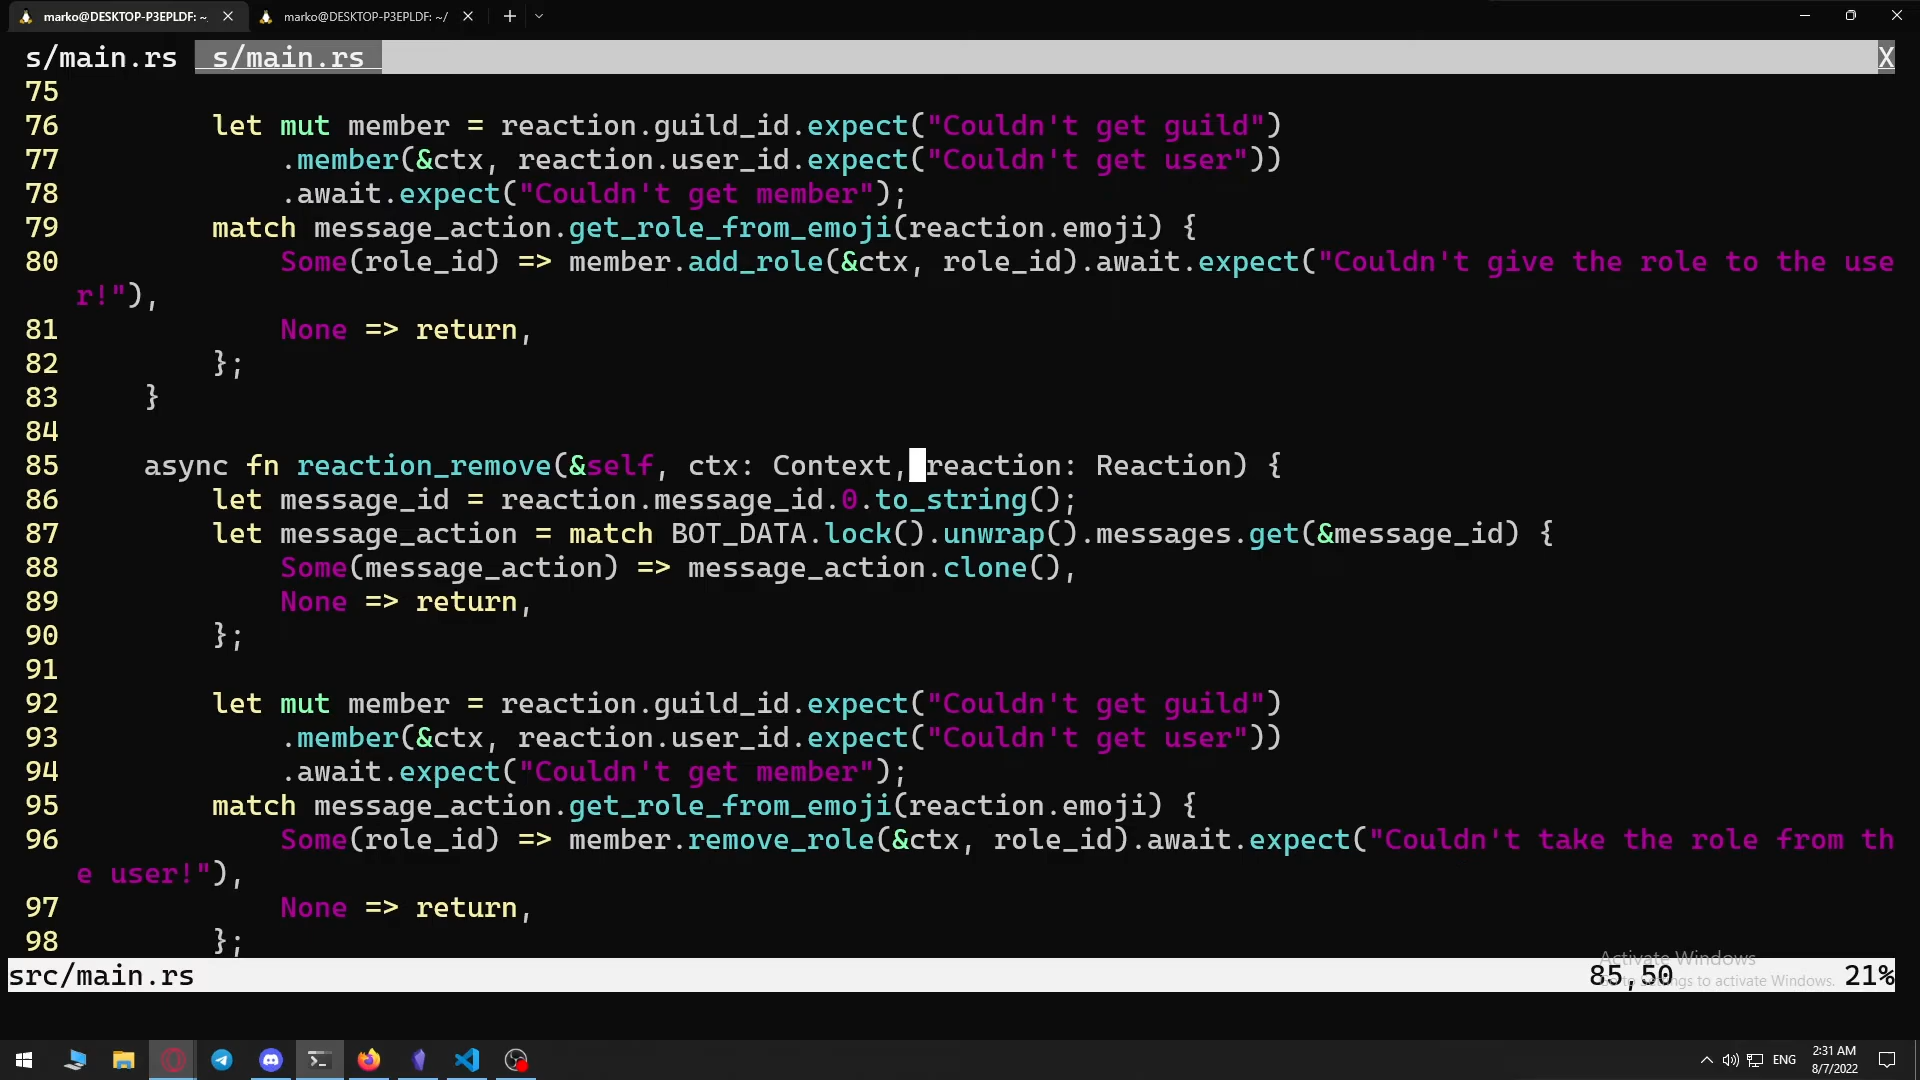 marko@DESKTOP-P3EPLDF: ~
marko@DESKTOP-P3EPLDF: ~/
s/main.rs  s/main.rs X
75
76         let mut member = reaction.guild_id.expect("Couldn't get guild")
77             .member(&ctx, reaction.user_id.expect("Couldn't get user"))
78             .await.expect("Couldn't get member");
79         match message_action.get_role_from_emoji(reaction.emoji) {
80             Some(role_id) => member.add_role(&ctx, role_id).await.expect("Couldn't give the role to the use
r!"),
81             None => return,
82         };
83     }
84
85     async fn reaction_remove(&self, ctx: Context, reaction: Reaction) {
86         let message_id = reaction.message_id.0.to_string();
87         let message_action = match BOT_DATA.lock().unwrap().messages.get(&message_id) {
88             Some(message_action) => message_action.clone(),
89             None => return,
90         };
91
92         let mut member = reaction.guild_id.expect("Couldn't get guild")
93             .member(&ctx, reaction.user_id.expect("Couldn't get user"))
94             .await.expect("Couldn't get member");
95         match message_action.get_role_from_emoji(reaction.emoji) {
96             Some(role_id) => member.remove_role(&ctx, role_id).await.expect("Couldn't take the role from th
e user!"),
97             None => return,
98         };
Activate Windows
src/main.rs 85,50 21%
Go to Settings to activate Windows.
ENG
2:31 AM
8/7/2022